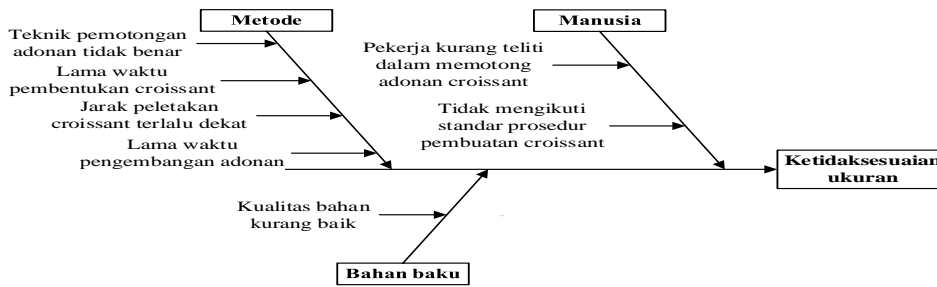 Metode
Teknik pemotongan
adonan tidak benar
Lama waktu
pembentukan croissant
Jarak peletakan
croissant terlalu dekat
Lama waktu
pengembangan adonan
Manusia
Pekerja kurang teliti
dalam memotong
adonan croissant
Tidak mengikuti
standar prosedur
pembuatan croissant
Ketidaksesuaian
ukuran
Kualitas bahan
kurang baik
Bahan baku